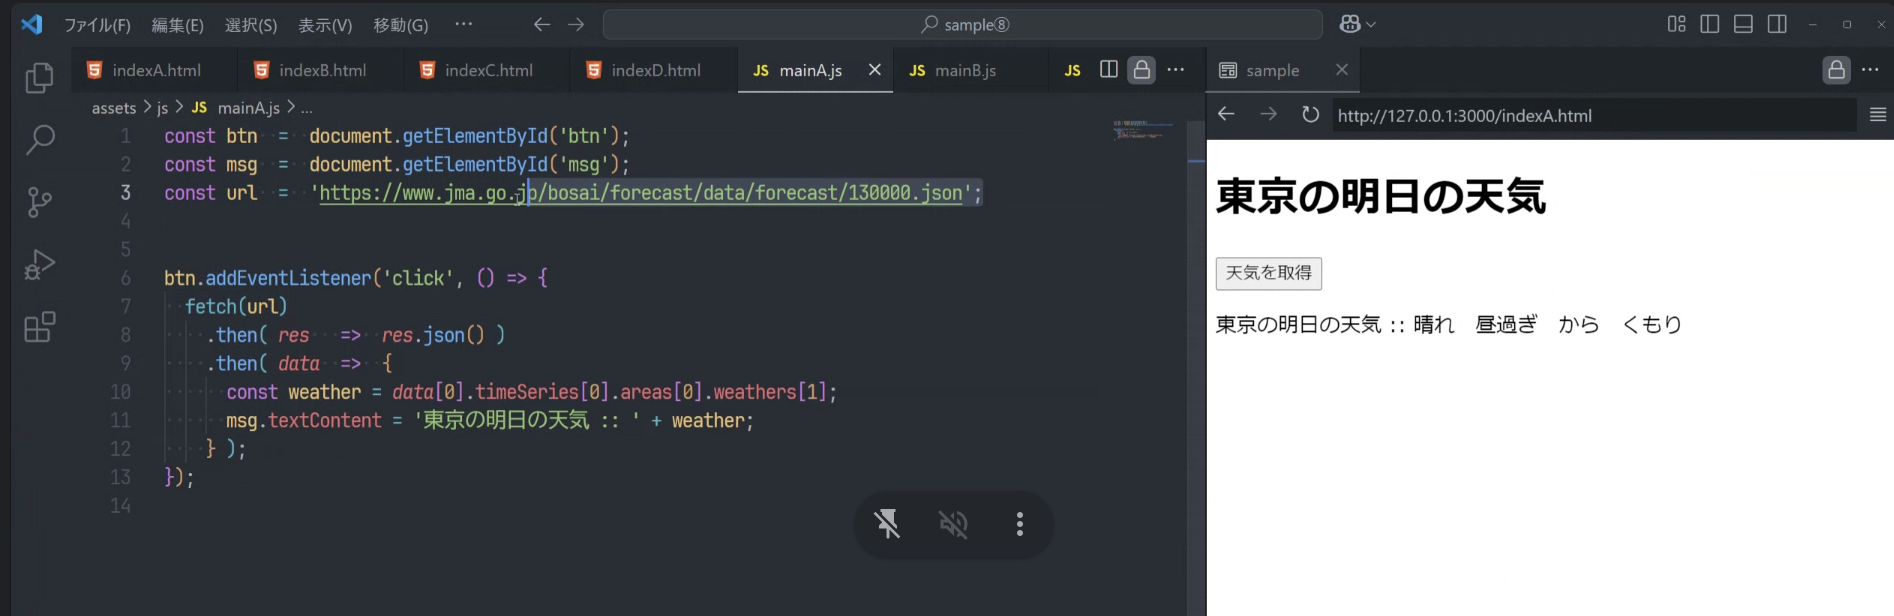 ファイル(F) 編集(E) 選択(S) 表示(V) 移動(G) ··· sample⑧
indexA.html indexB.html indexC.html indexD.html JS mainA.js JS mainB.js JS ··· sample ···
assets > js > JS mainA.js > ...
http://127.0.0.1:3000/indexA.html
1 const btn = document.getElementById('btn');
2 const msg = document.getElementById('msg');
3 const url = 'https://www.jma.go.jp/bosai/forecast/data/forecast/130000.json';
4
5
6 btn.addEventListener('click', () => {
7 fetch(url)
8 .then( res => res.json() )
9 .then( data => {
10 const weather = data[0].timeSeries[0].areas[0].weathers[1];
11 msg.textContent = '東京の明日の天気 :: ' + weather;
12 } );
13 });
14
東京の明日の天気
天気を取得
東京の明日の天気 :: 晴れ　昼過ぎ　から　くもり